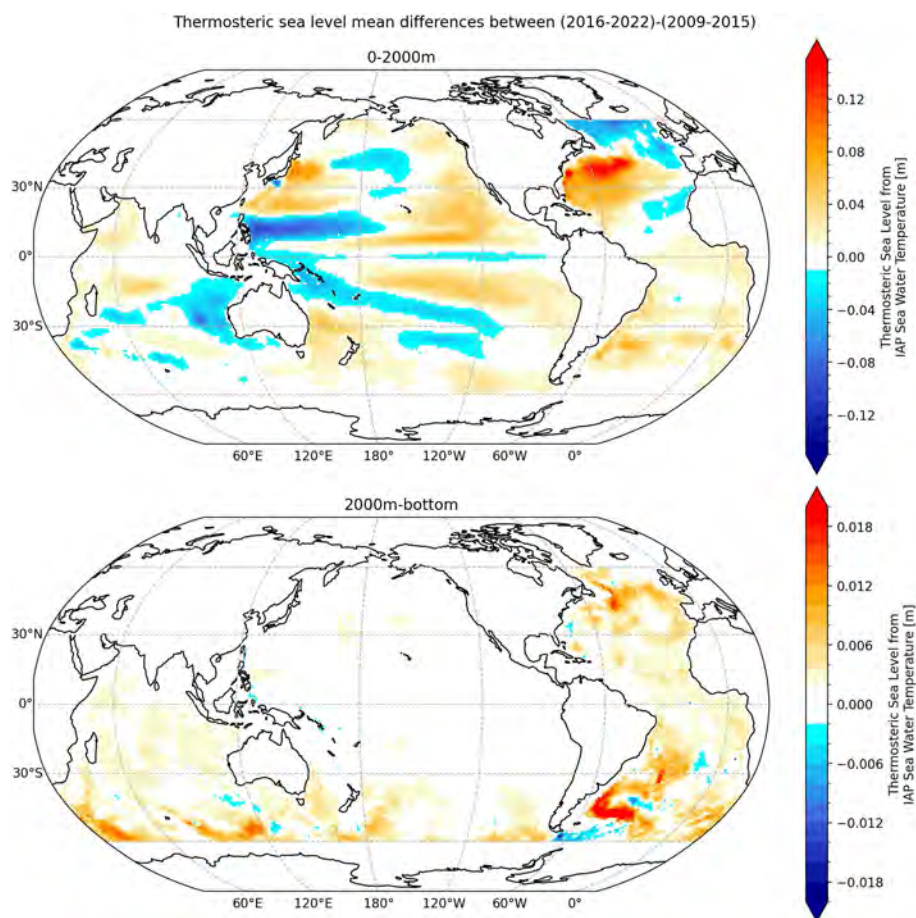 Thermosteric sea level mean differences between (2016-2022)-(2009-2015)
0-2000m
30°N
0°
30°S
60°E 120°E 180° 120°W 60°W 0°
0.12
0.08
0.04
0.00
−0.04
−0.08
−0.12
Thermosteric Sea Level from
IAP Sea Water Temperature [m]
2000m-bottom
30°N
0°
30°S
60°E 120°E 180° 120°W 60°W 0°
0.018
0.012
0.006
0.000
−0.006
−0.012
−0.018
Thermosteric Sea Level from
IAP Sea Water Temperature [m]